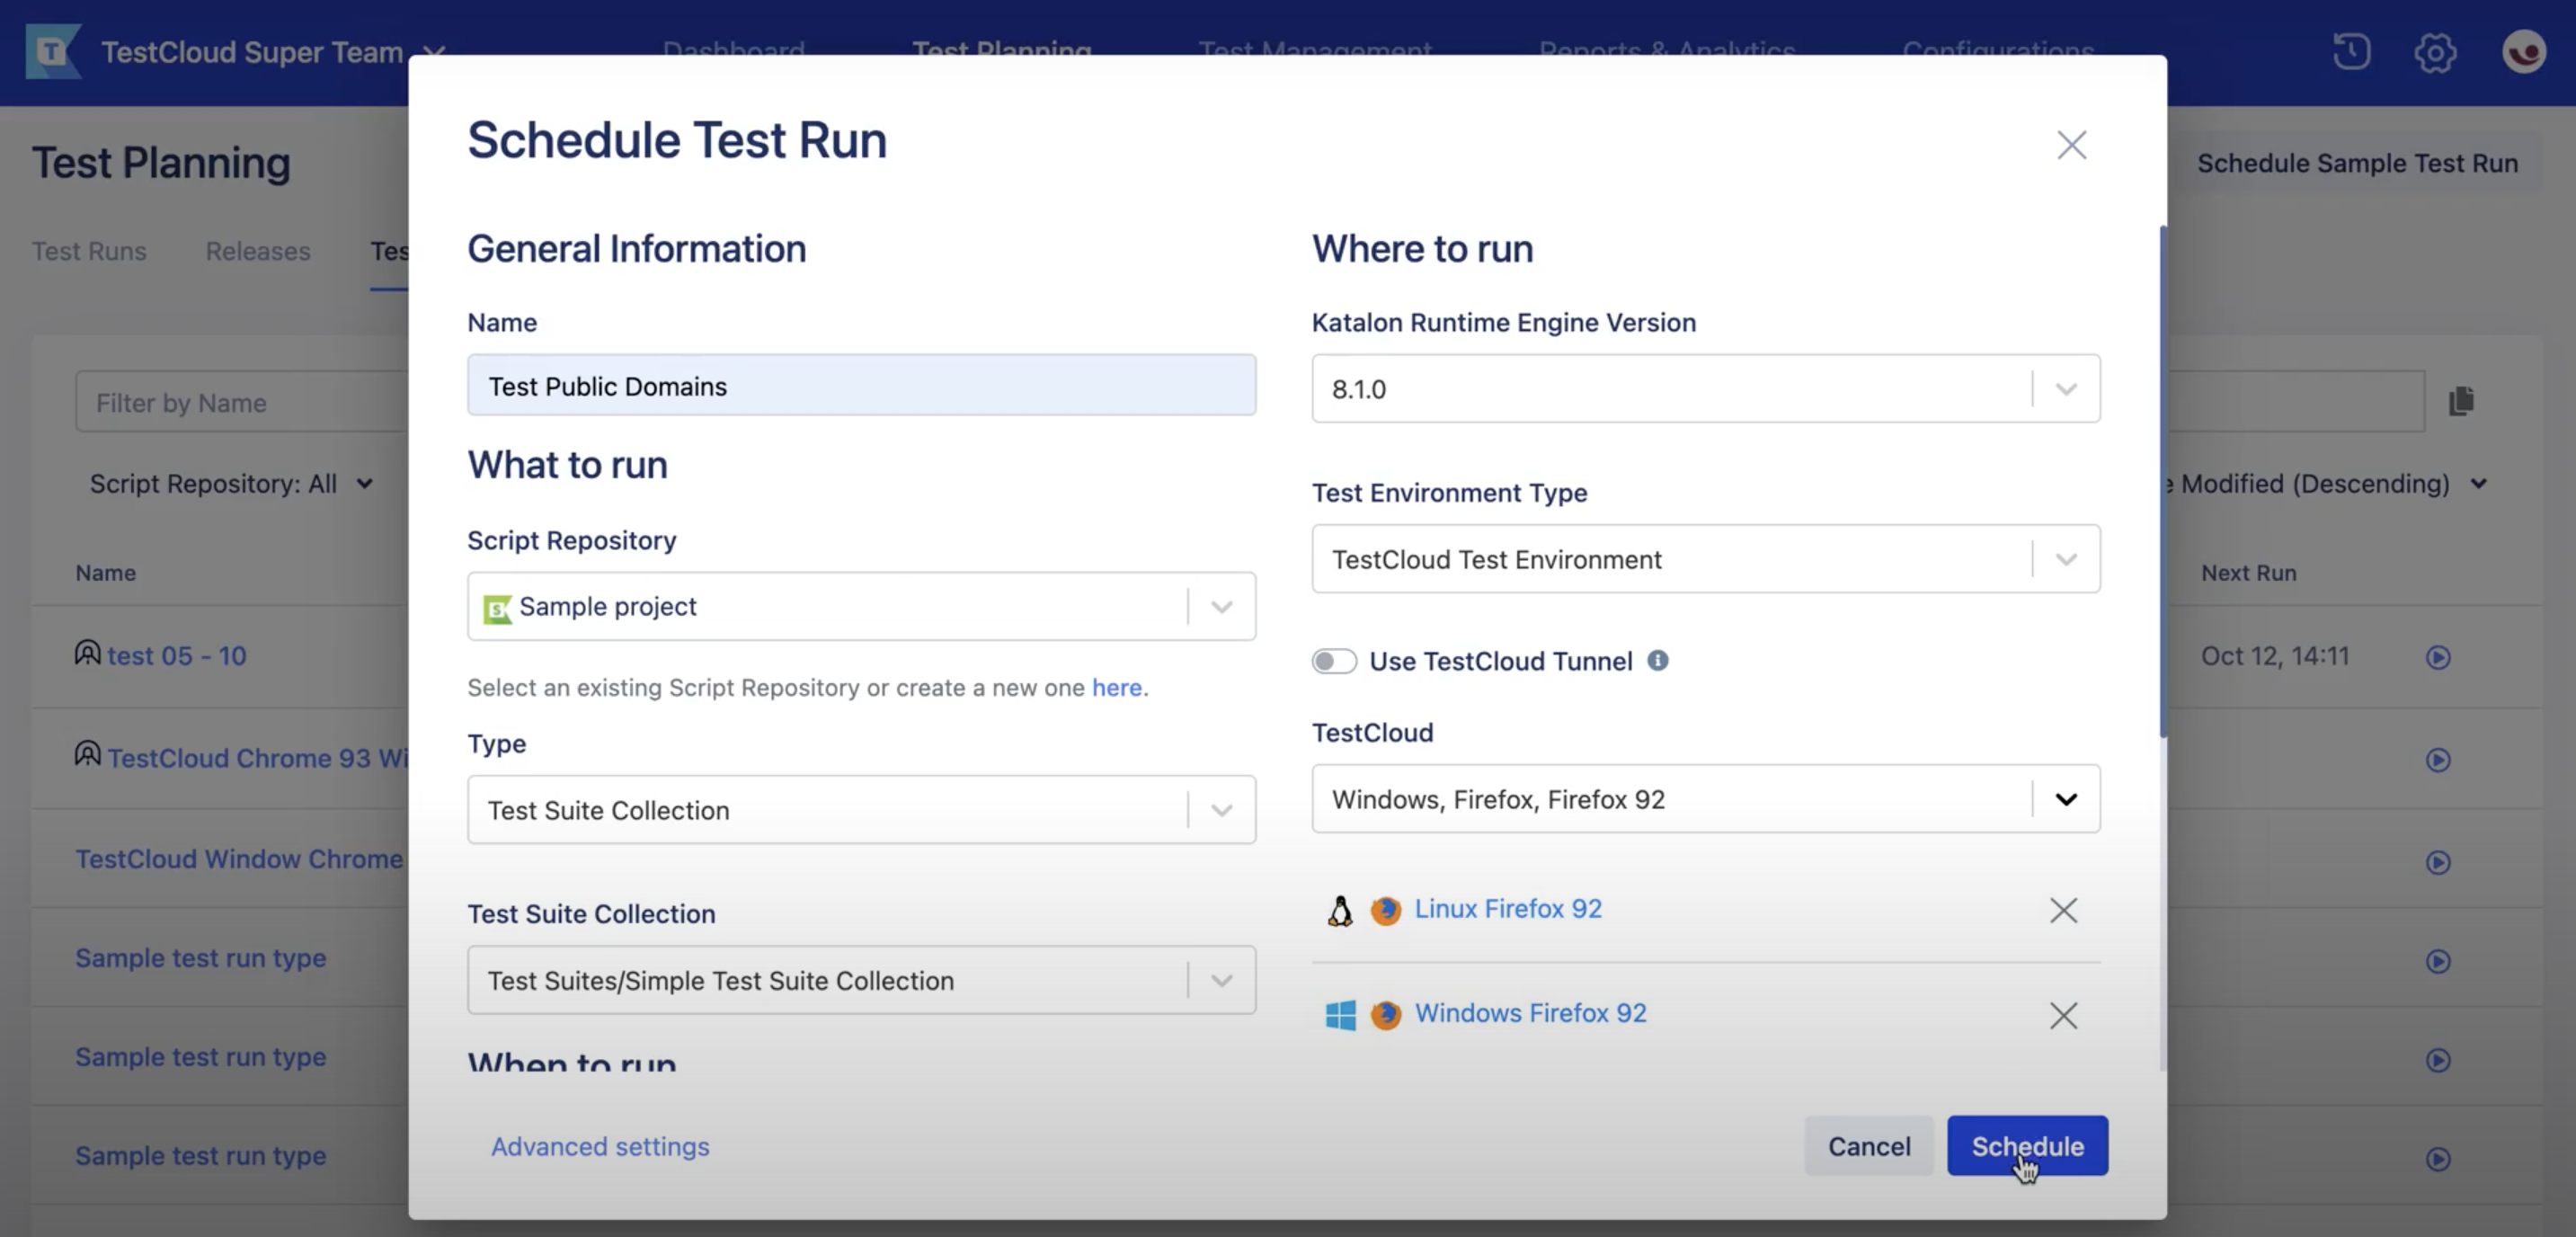 T TestCloud Super Team
Dashboard Test Planning Test Management Reports & Analytics Configurations
Test Planning
Schedule Sample Test Run
Test Runs Releases Tes
Filter by Name
Script Repository: All
Modified (Descending)
Name
Next Run
test 05 - 10
Oct 12, 14:11
TestCloud Chrome 93 Wi
TestCloud Window Chrome
Sample test run type
Sample test run type
Sample test run type
Schedule Test Run
General Information
Name
Test Public Domains
What to run
Script Repository
S Sample project
Select an existing Script Repository or create a new one here.
Type
Test Suite Collection
Test Suite Collection
Test Suites/Simple Test Suite Collection
When to run
Where to run
Katalon Runtime Engine Version
8.1.0
Test Environment Type
TestCloud Test Environment
Use TestCloud Tunnel
TestCloud
Windows, Firefox, Firefox 92
Linux Firefox 92
Windows Firefox 92
Advanced settings
Cancel
Schedule